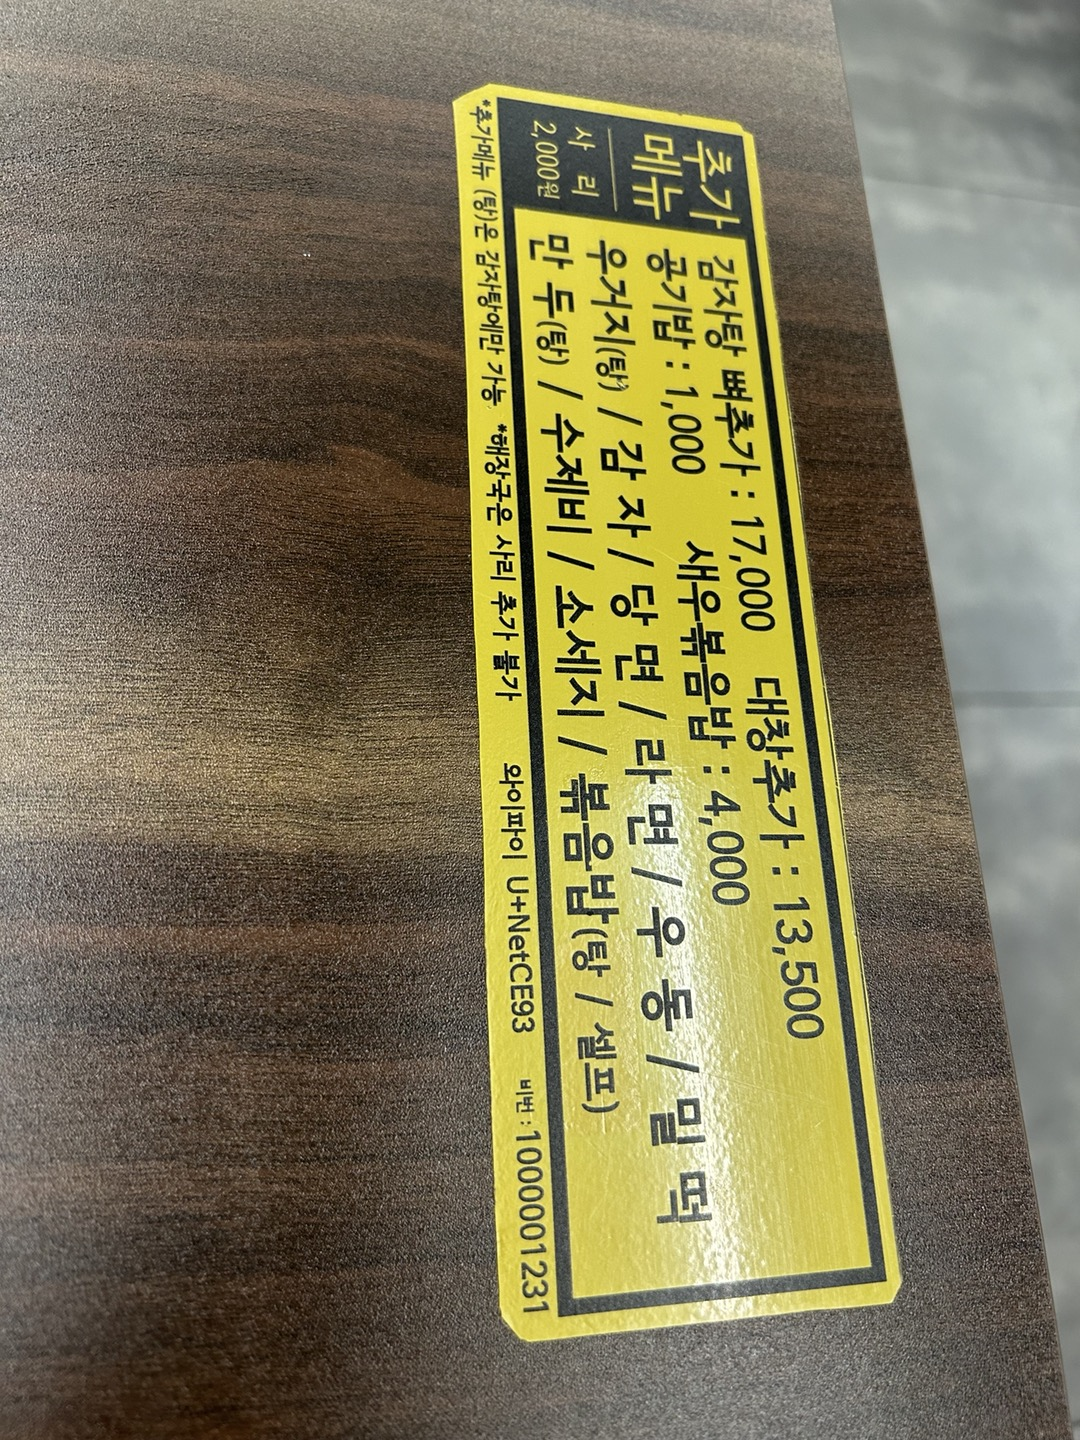 추가
메뉴
사 리
2,000원
감자탕 뼈추가 : 17,000 대창추가 : 13,500
공기밥 : 1,000 새우볶음밥 : 4,000
우거지(탕) / 감 자 / 당 면 / 라 면 / 우 동 / 밀 떡
만 두(탕) / 수제비 / 소세지 / 볶음밥(탕 / 셀프)
*추가메뉴 (탕)은 감자탕에만 가능 *해장국은 사리 추가 불가 와이파이 U+NetCE93 비번 : 1000001231